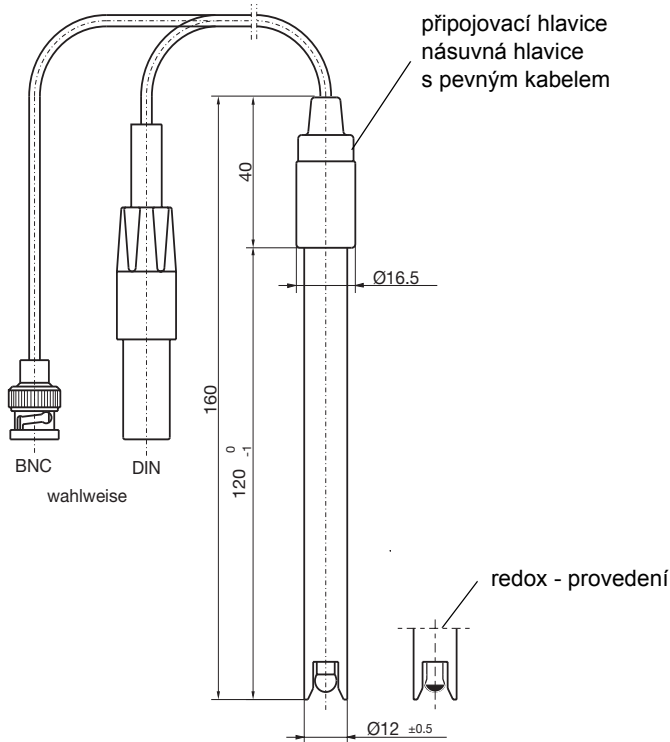 připojovací hlavice
násuvná hlavice
s pevným kabelem
40
Ø16.5
160
120 0 -1
BNC
DIN
wahlweise
redox - provedení
Ø12 ±0.5